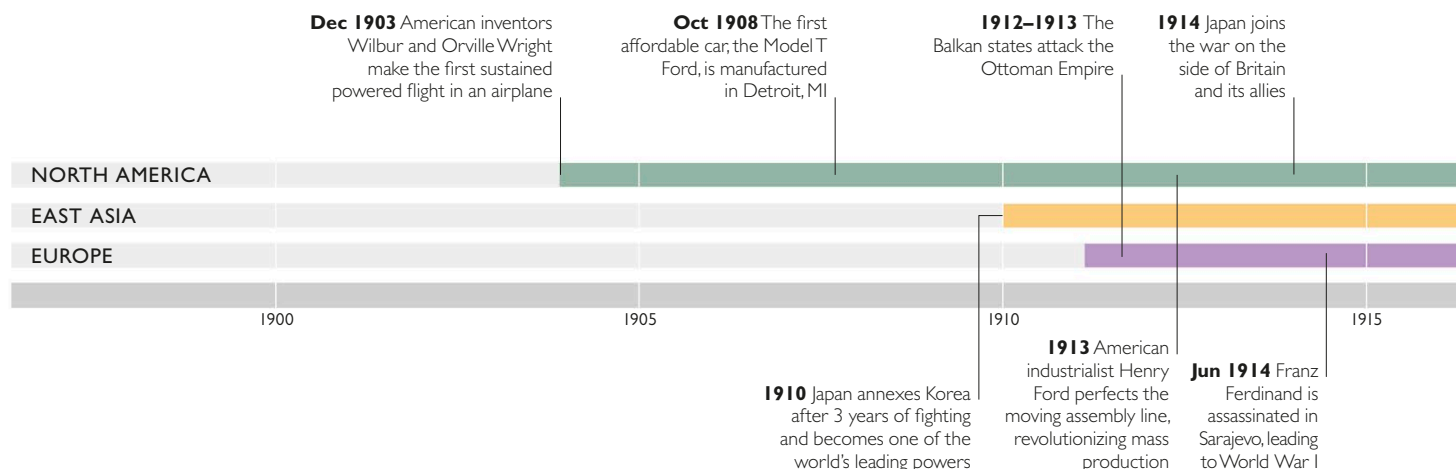 Dec 1903 American inventors
Wilbur and Orville Wright
make the first sustained
powered flight in an airplane
Oct 1908 The first
affordable car, the Model T
Ford, is manufactured
in Detroit, MI
1912–1913 The
Balkan states attack the
Ottoman Empire
1914 Japan joins
the war on the
side of Britain
and its allies
NORTH AMERICA
EAST ASIA
EUROPE
1900
1905
1910
1915
1910 Japan annexes Korea
after 3 years of fighting
and becomes one of the
world's leading powers
1913 American
industrialist Henry
Ford perfects the
moving assembly line,
revolutionizing mass
production
Jun 1914 Franz
Ferdinand is
assassinated in
Sarajevo, leading
to World War I